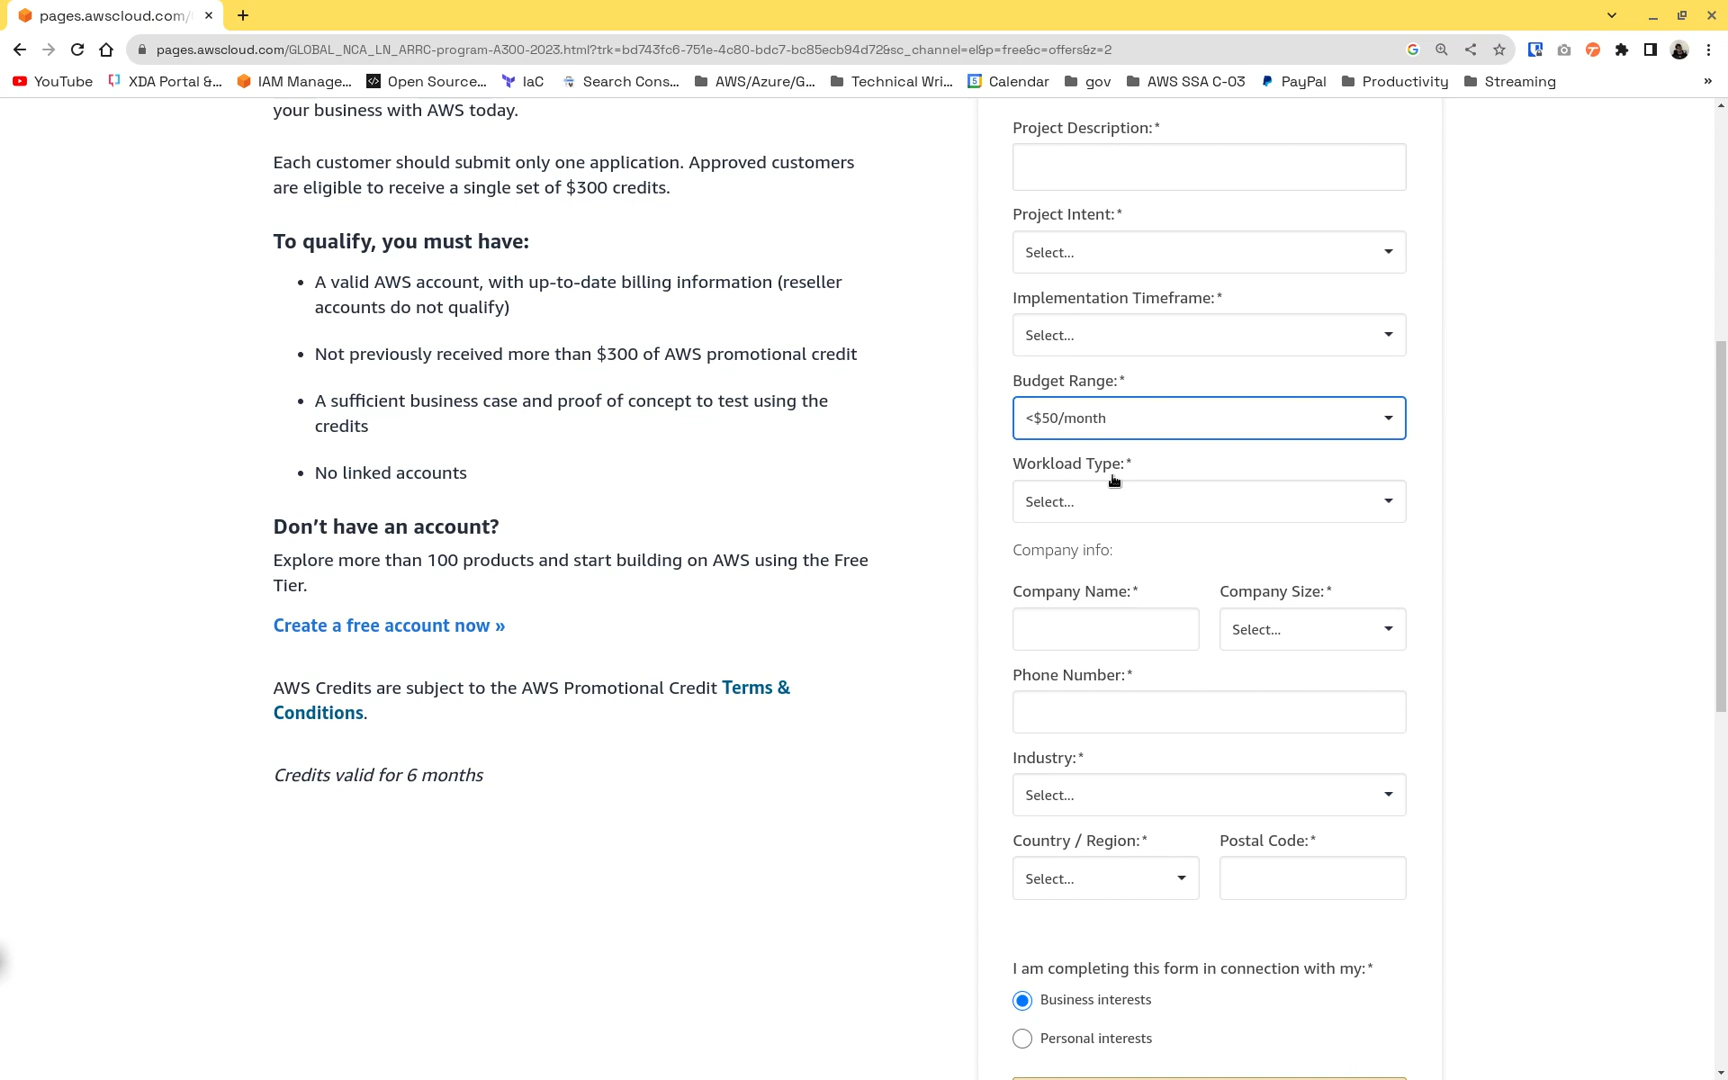 pages.awscloud.com/
pages.awscloud.com/GLOBAL_NCA_LN_ARRC-program-A300-2023.html?trk=bd743fc6-751e-4c80-bdc7-bc85ecb94d72&sc_channel=el&p=free&c=offers&z=2
YouTube
XDA Portal &...
IAM Manage...
Open Source...
IaC
Search Cons...
AWS/Azure/G...
Technical Wri...
Calendar
gov
AWS SSA C-03
PayPal
Productivity
Streaming
»
your business with AWS today.
Each customer should submit only one application. Approved customers
are eligible to receive a single set of $300 credits.
To qualify, you must have:
• A valid AWS account, with up-to-date billing information (reseller
accounts do not qualify)
• Not previously received more than $300 of AWS promotional credit
• A sufficient business case and proof of concept to test using the
credits
• No linked accounts
Don’t have an account?
Explore more than 100 products and start building on AWS using the Free
Tier.
Create a free account now »
AWS Credits are subject to the AWS Promotional Credit Terms &
Conditions.
Credits valid for 6 months
Project Description:*
Project Intent:*
Select...
Implementation Timeframe:*
Select...
Budget Range:*
<$50/month
Workload Type:*
Select...
Company info:
Company Name:* Company Size:*
Select...
Phone Number:*
Industry:*
Select...
Country / Region:* Postal Code:*
Select...
I am completing this form in connection with my:*
Business interests
Personal interests